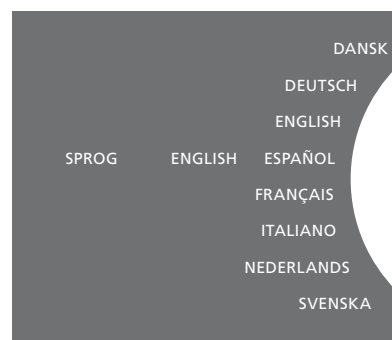 DANSK
DEUTSCH
ENGLISH
SPROG ENGLISH ESPAÑOL
FRANÇAIS
ITALIANO
NEDERLANDS
SVENSKA